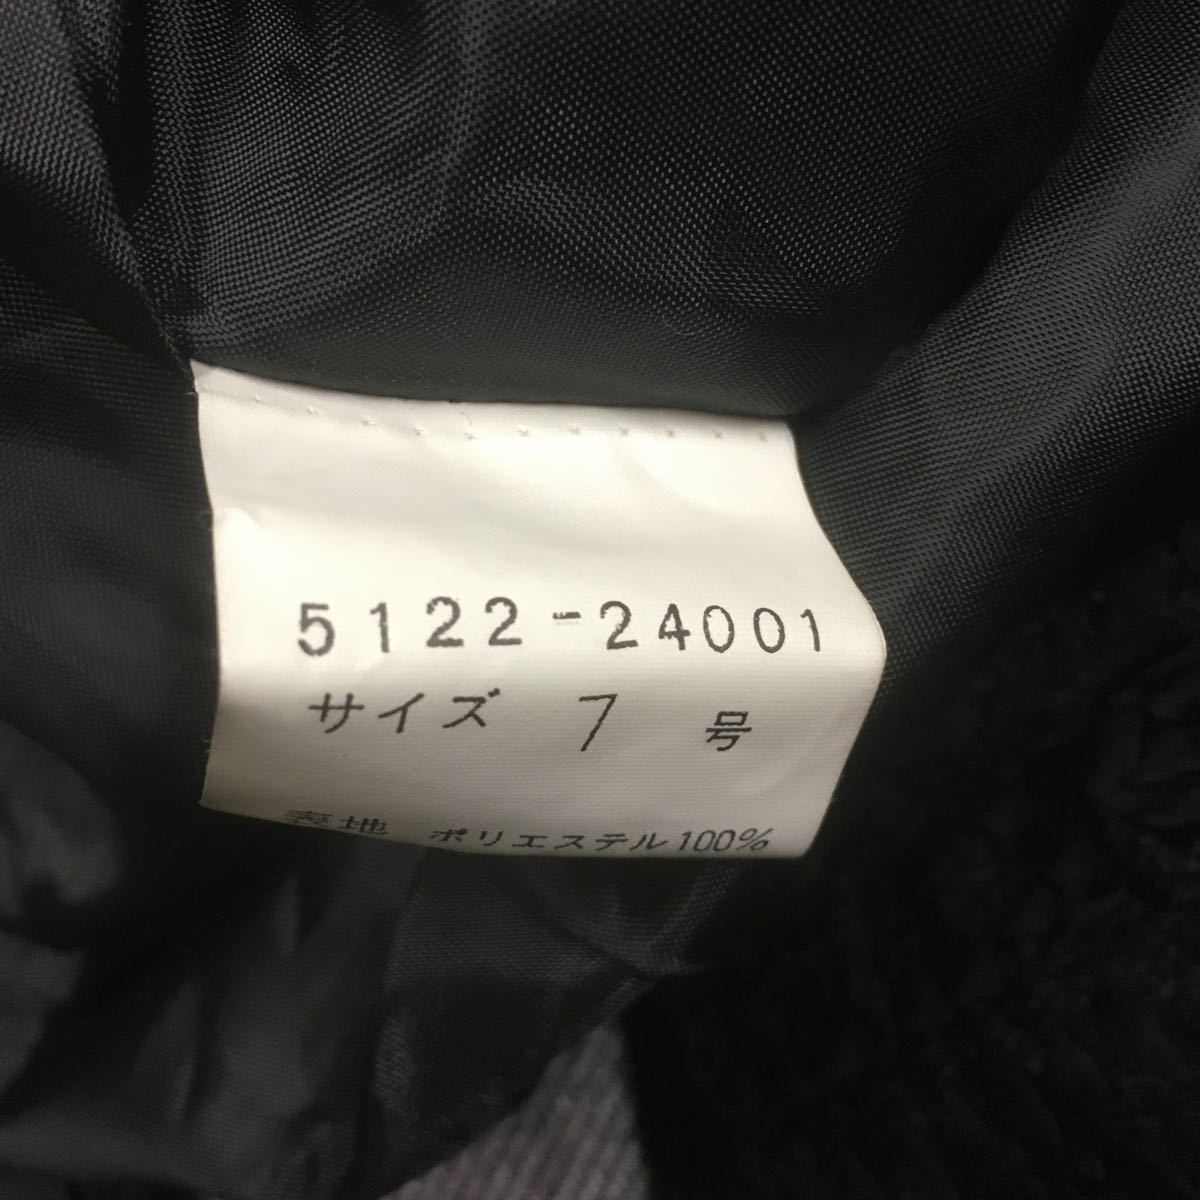 5122-24001
サイズ 7 号
表地 ポリエステル100%